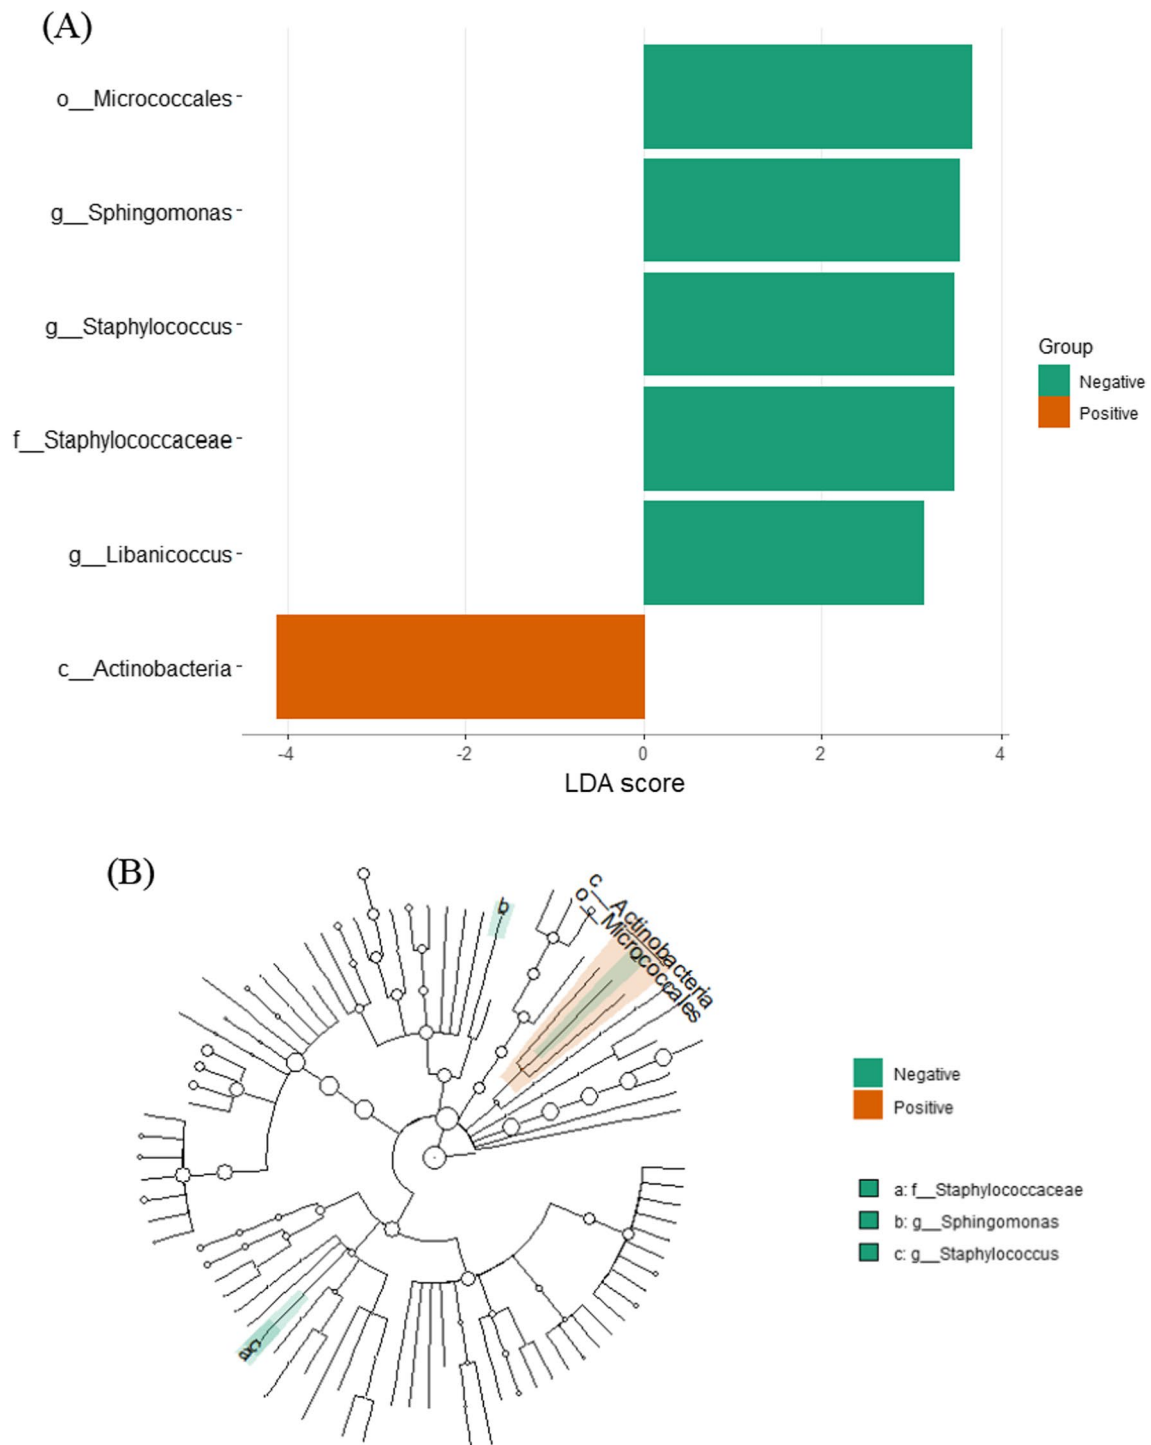 (A)
o__Micrococcales
g__Sphingomonas
g__Staphylococcus
f__Staphylococcaceae
g__Libanicoccus
c__Actinobacteria
-4 -2 0 2 4
LDA score
Group
Negative
Positive
(B)
b
c__Actinobacteria
o__Micrococcales
c
a
Negative
Positive
a: f__Staphylococcaceae
b: g__Sphingomonas
c: g__Staphylococcus